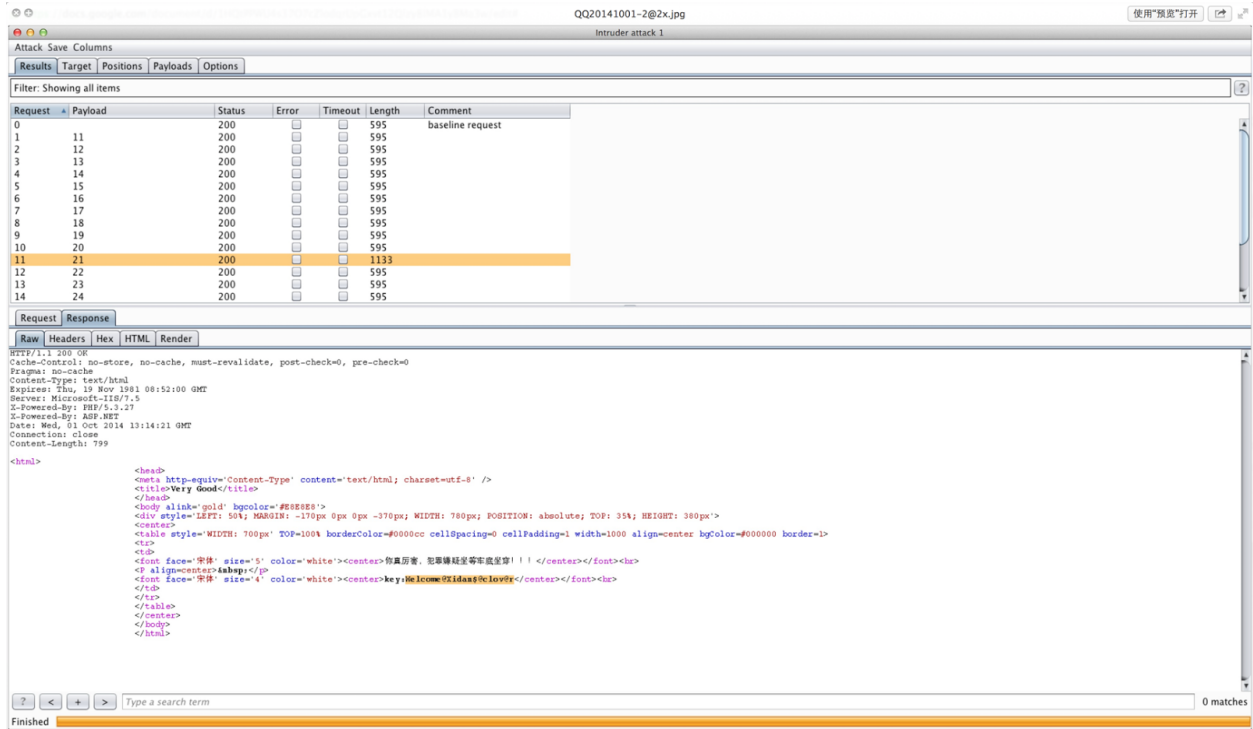 QQ20141001-2@2x.jpg
使用"预览"打开
Intruder attack 1
Attack Save Columns
Results Target Positions Payloads Options
Filter: Showing all items
?
Request Payload Status Error Timeout Length Comment
0 200 595 baseline request
1 11 200 595
2 12 200 595
3 13 200 595
4 14 200 595
5 15 200 595
6 16 200 595
7 17 200 595
8 18 200 595
9 19 200 595
10 20 200 595
11 21 200 1133
12 22 200 595
13 23 200 595
14 24 200 595
Request Response
Raw Headers Hex HTML Render
HTTP/1.1 200 OK
Cache-Control: no-store, no-cache, must-revalidate, post-check=0, pre-check=0
Pragma: no-cache
Content-Type: text/html
Expires: Thu, 19 Nov 1981 08:52:00 GMT
Server: Microsoft-IIS/7.5
X-Powered-By: PHP/5.3.27
X-Powered-By: ASP.NET
Date: Wed, 01 Oct 2014 13:14:21 GMT
Connection: close
Content-Length: 799
<html>
<head>
<meta http-equiv='Content-Type' content='text/html; charset=utf-8' />
<title>Very Good</title>
</head>
<body alink='gold' bgcolor='#E8E8E8'>
<div style='LEFT: 50%; MARGIN: -170px 0px 0px -370px; WIDTH: 780px; POSITION: absolute; TOP: 35%; HEIGHT: 380px'>
<center>
<table style='WIDTH: 700px' TOP=100% borderColor=#0000cc cellSpacing=0 cellPadding=1 width=1000 align=center bgColor=#000000 border=1>
<tr>
<td>
<font face='宋体' size='5' color='white'><center>你真厉害，犯罪嫌疑坐等牢底坐穿！！！</center></font><br>
<P align=center>&nbsp;</p>
<font face='宋体' size='4' color='white'><center>key:Welcome@Xidan$@clov@r</center></font><br>
</td>
</tr>
</table>
</center>
</body>
</html>
? < + > Type a search term 0 matches
Finished